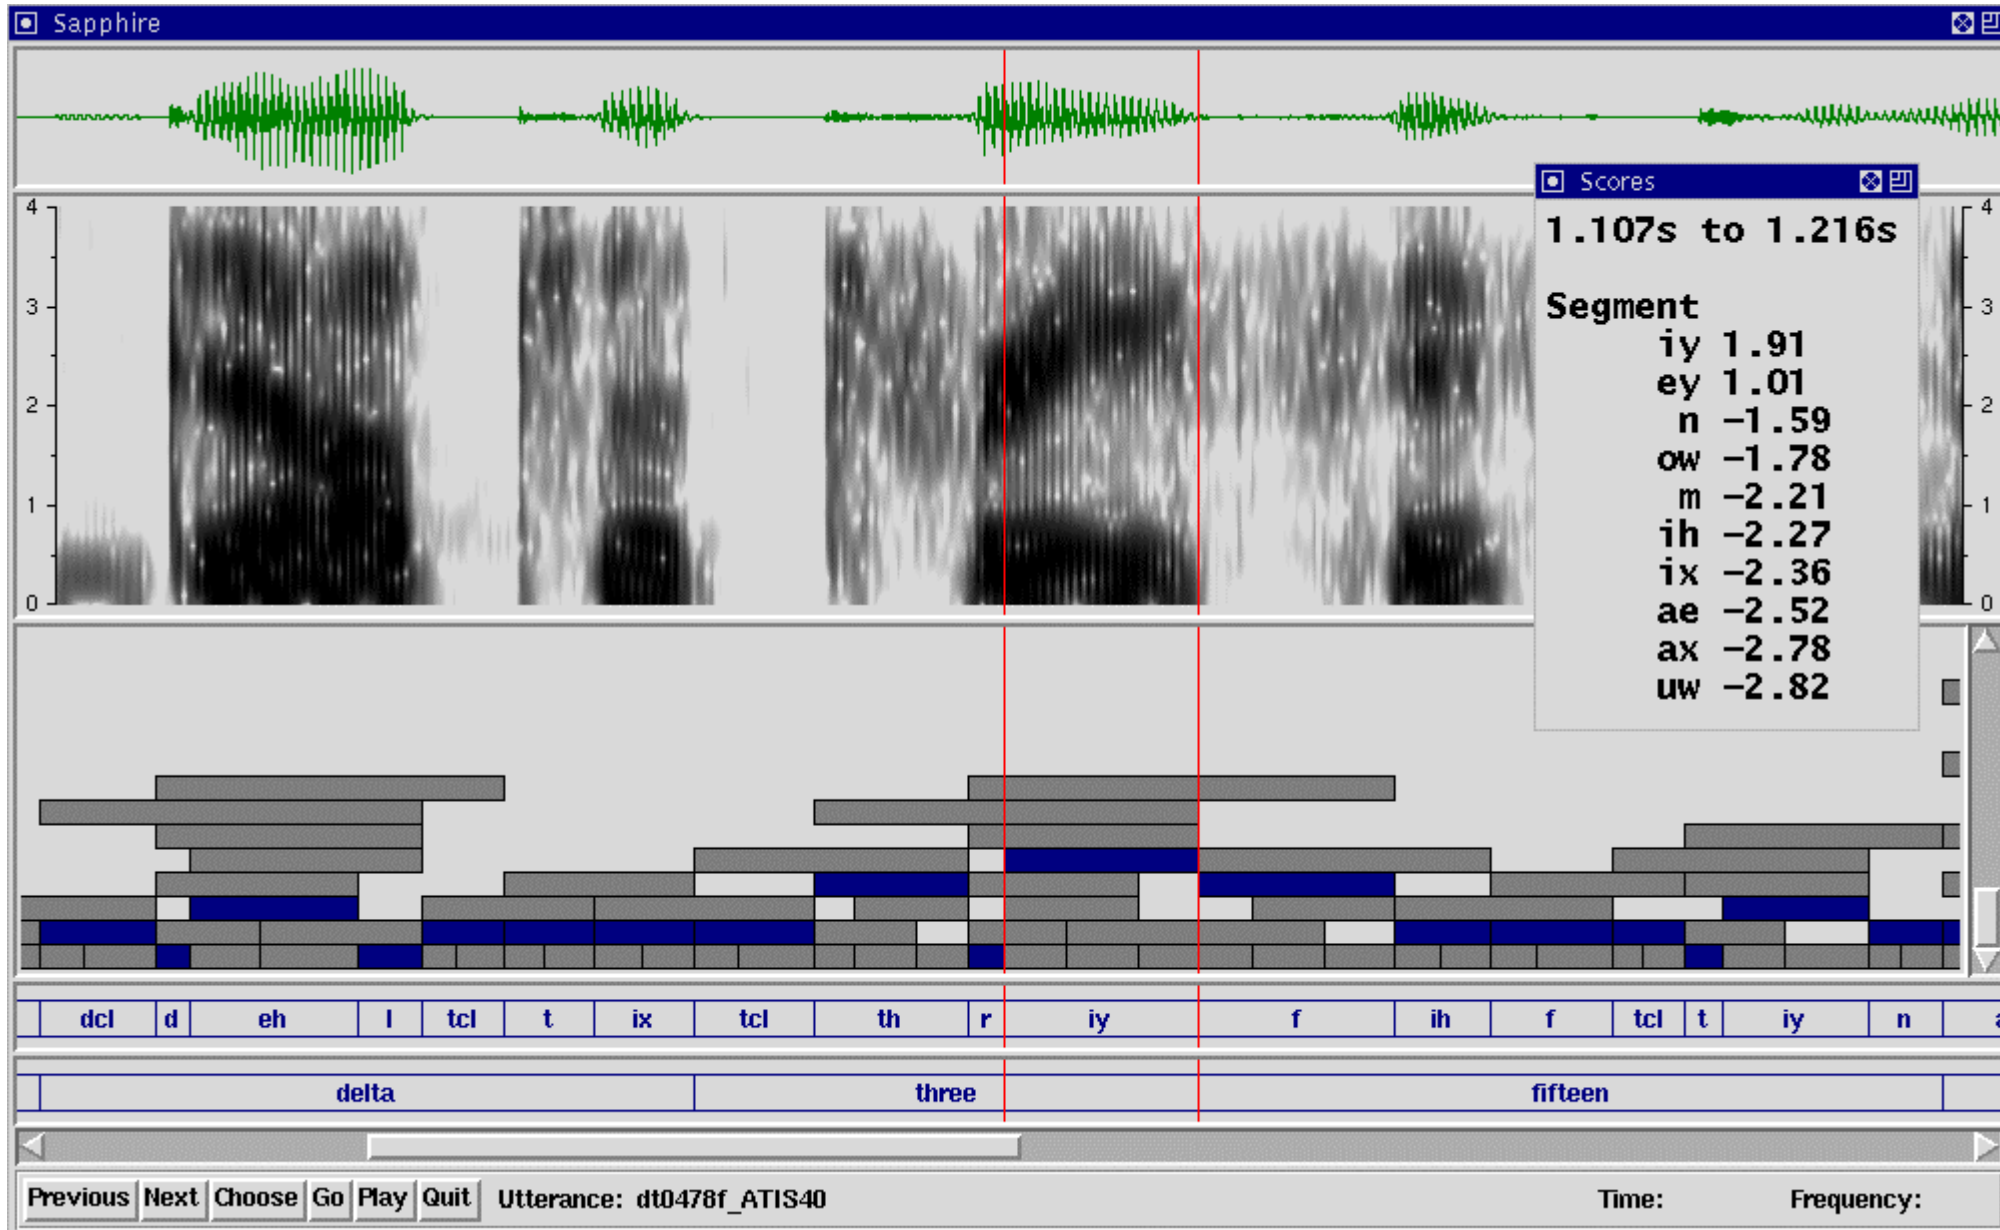 Sapphire
Scores
1.107s to 1.216s
Segment
iy 1.91
ey 1.01
n -1.59
ow -1.78
m -2.21
ih -2.27
ix -2.36
ae -2.52
ax -2.78
uw -2.82
4 4
3 3
2 2
1 1
0 0
dcl d eh l tcl t ix tcl th r iy f ih f tcl t iy n
delta three fifteen
Previous Next Choose Go Play Quit Utterance: dt0478f_ATIS40 Time: Frequency: